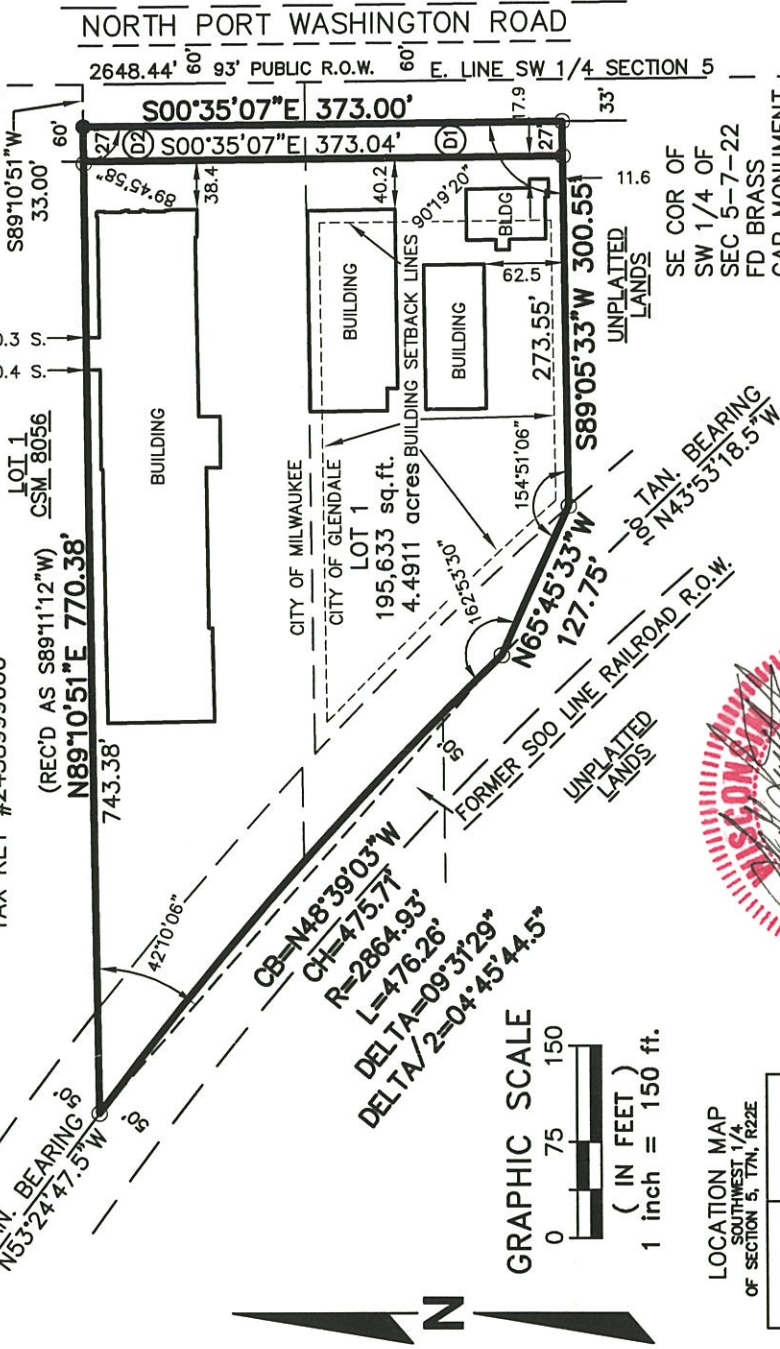 NORTH PORT WASHINGTON ROAD
2648.44' 60' 93' PUBLIC R.O.W. 60' E. LINE SW 1/4 SECTION 5
S89°10'51"W
33.00'
60'
S00°35'07"E 373.00'
17.9
33'
27'
D2
S00°35'07"E 373.04'
D1
27'
89°45'58"
38.4
40.2
90°19'20"
11.6
0.3 S.
0.4 S.
LOT 1
CSM 8056
(REC'D AS S89°11'12"W)
N89°10'51"E 770.38'
743.38'
BUILDING
BUILDING
BUILDING
BLDG
62.5
BUILDING SETBACK LINES
CITY OF MILWAUKEE
CITY OF GLENDALE
LOT 1
195,633 sq.ft.
4.4911 acres
273.55'
S89°05'33"W 300.55'
UNPLATTED
LANDS
SE COR OF
SW 1/4 OF
SEC 5-7-22
FD BRASS
CAP MONUMENT
154°51'06"
162°53'30"
N65°45'33"W
127.75'
100'
TAN. BEARING
N43°53'18.5"W
FORMER SOO LINE RAILROAD R.O.W.
50'
UNPLATTED
LANDS
42°10'06"
CB=N48°39'03"W
CH=475.71'
R=2864.93'
L=476.26'
DELTA=09°31'29"
DELTA/2=04°45'44.5"
BEARING
N53°24'47.5"W
50'
50'
GRAPHIC SCALE
0 75 150
( IN FEET )
1 inch = 150 ft.
N
WISCONSIN
LOCATION MAP
SOUTHWEST 1/4
OF SECTION 5, T7N, R22E